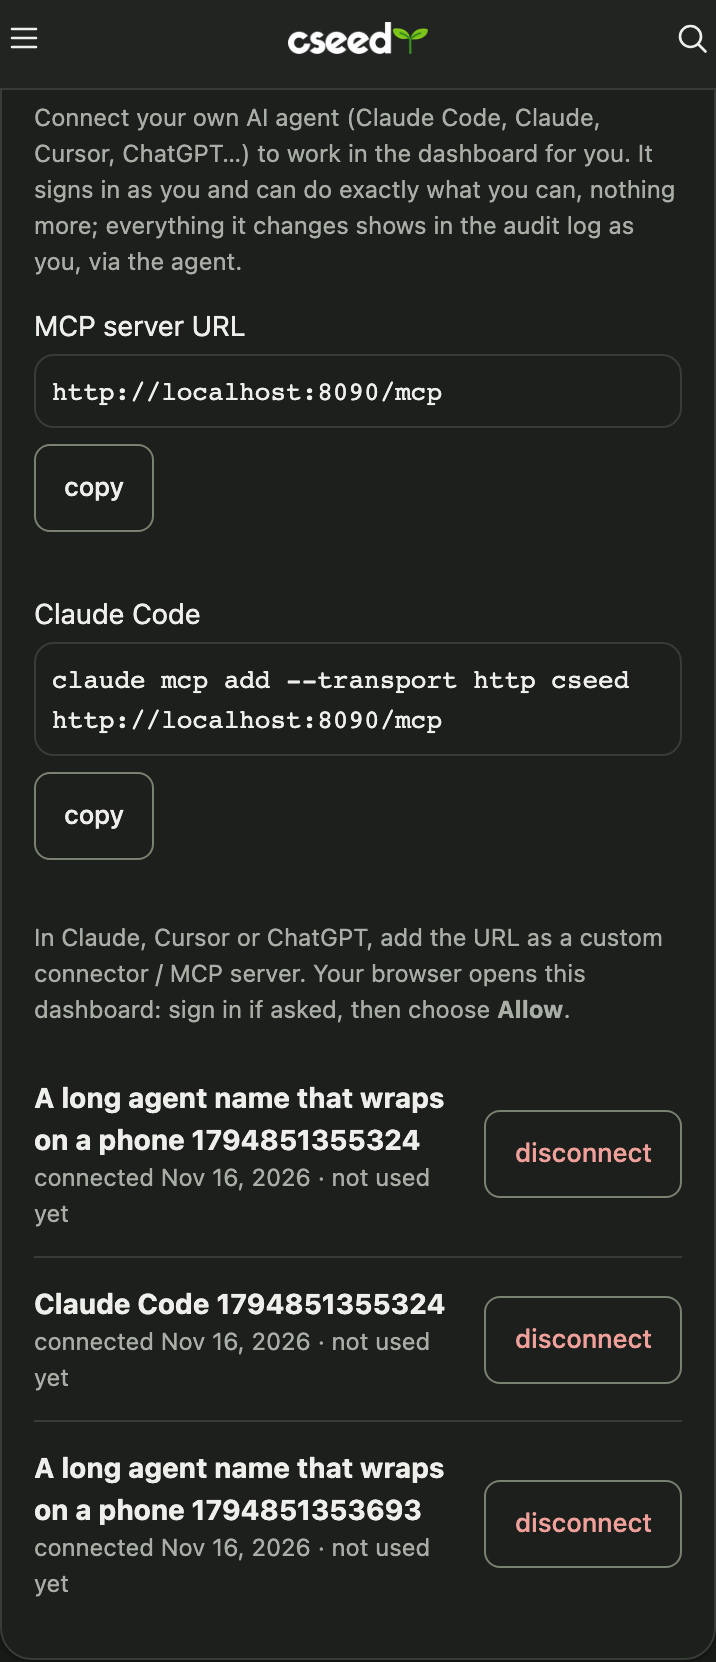 cseed
Connect your own AI agent (Claude Code, Claude,
Cursor, ChatGPT...) to work in the dashboard for you. It
signs in as you and can do exactly what you can, nothing
more; everything it changes shows in the audit log as
you, via the agent.
MCP server URL
http://localhost:8090/mcp
copy
Claude Code
claude mcp add --transport http cseed
http://localhost:8090/mcp
copy
In Claude, Cursor or ChatGPT, add the URL as a custom
connector / MCP server. Your browser opens this
dashboard: sign in if asked, then choose Allow.
A long agent name that wraps
on a phone 1794851355324
connected Nov 16, 2026 · not used
yet
disconnect
Claude Code 1794851355324
connected Nov 16, 2026 · not used
yet
disconnect
A long agent name that wraps
on a phone 1794851353693
connected Nov 16, 2026 · not used
yet
disconnect